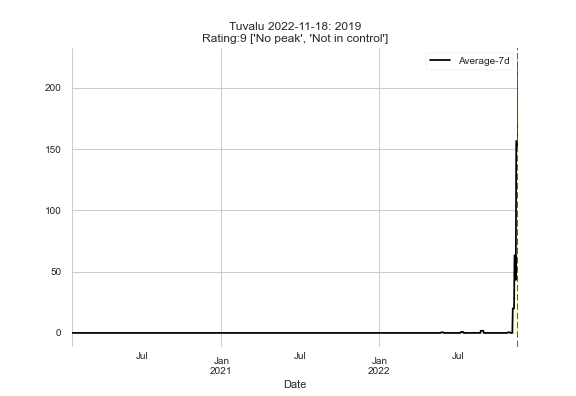 Tuvalu 2022-11-18: 2019
Rating:9 ['No peak', 'Not in control']
Average-7d
200
150
100
50
0
Jul
Jan
2021
Jul
Jan
2022
Jul
Date